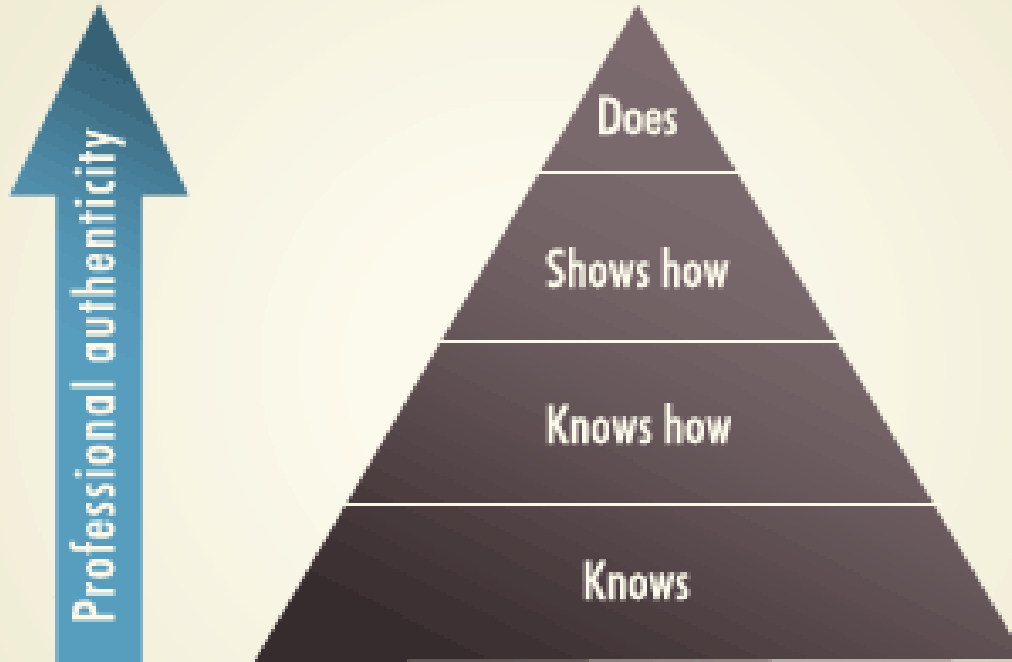 Professional authenticity
Does
Shows how
Knows how
Knows